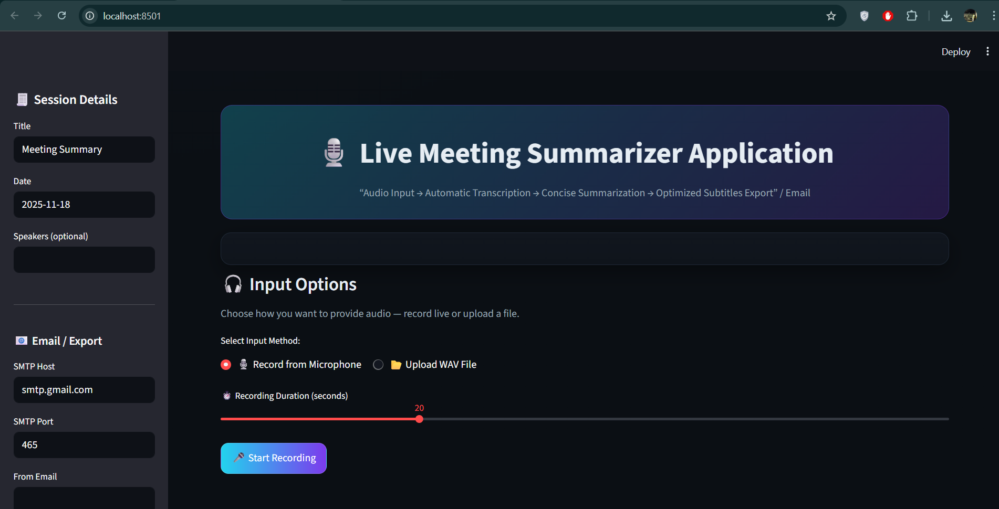 localhost:8501
Deploy
Session Details
Title
Meeting Summary
Date
2025-11-18
Speakers (optional)
Email / Export
SMTP Host
smtp.gmail.com
SMTP Port
465
From Email
Live Meeting Summarizer Application
“Audio Input → Automatic Transcription → Concise Summarization → Optimized Subtitles Export” / Email
Input Options
Choose how you want to provide audio — record live or upload a file.
Select Input Method:
Record from Microphone
Upload WAV File
Recording Duration (seconds)
20
Start Recording